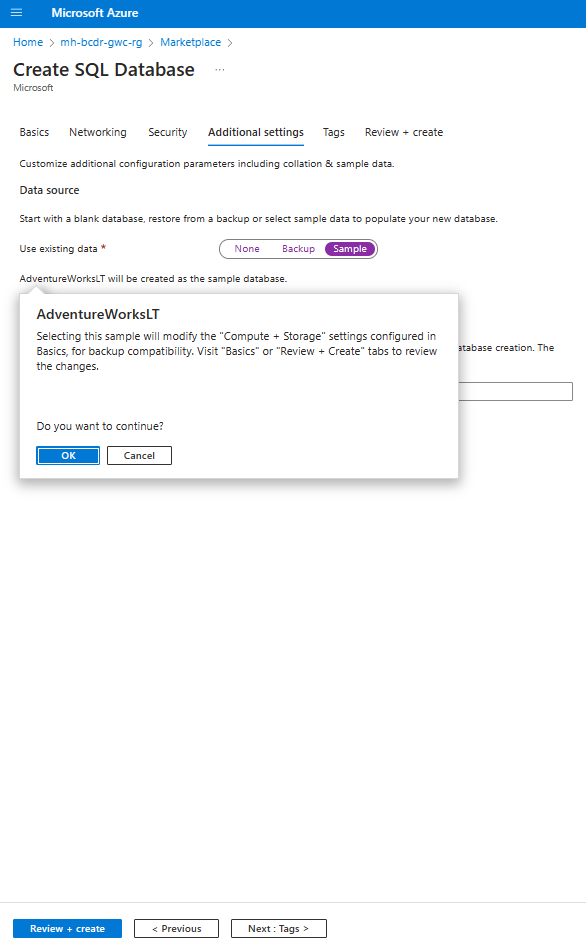 Microsoft Azure
Home > mh-bcdr-gwc-rg > Marketplace >
Create SQL Database ...
Microsoft
Basics Networking Security Additional settings Tags Review + create
Customize additional configuration parameters including collation & sample data.
Data source
Start with a blank database, restore from a backup or select sample data to populate your new database.
Use existing data * None Backup Sample
AdventureWorksLT will be created as the sample database.
AdventureWorksLT
Selecting this sample will modify the "Compute + Storage" settings configured in
Basics, for backup compatibility. Visit "Basics" or "Review + Create" tabs to review
the changes.
atabase creation. The
Do you want to continue?
OK Cancel
Review + create < Previous Next : Tags >